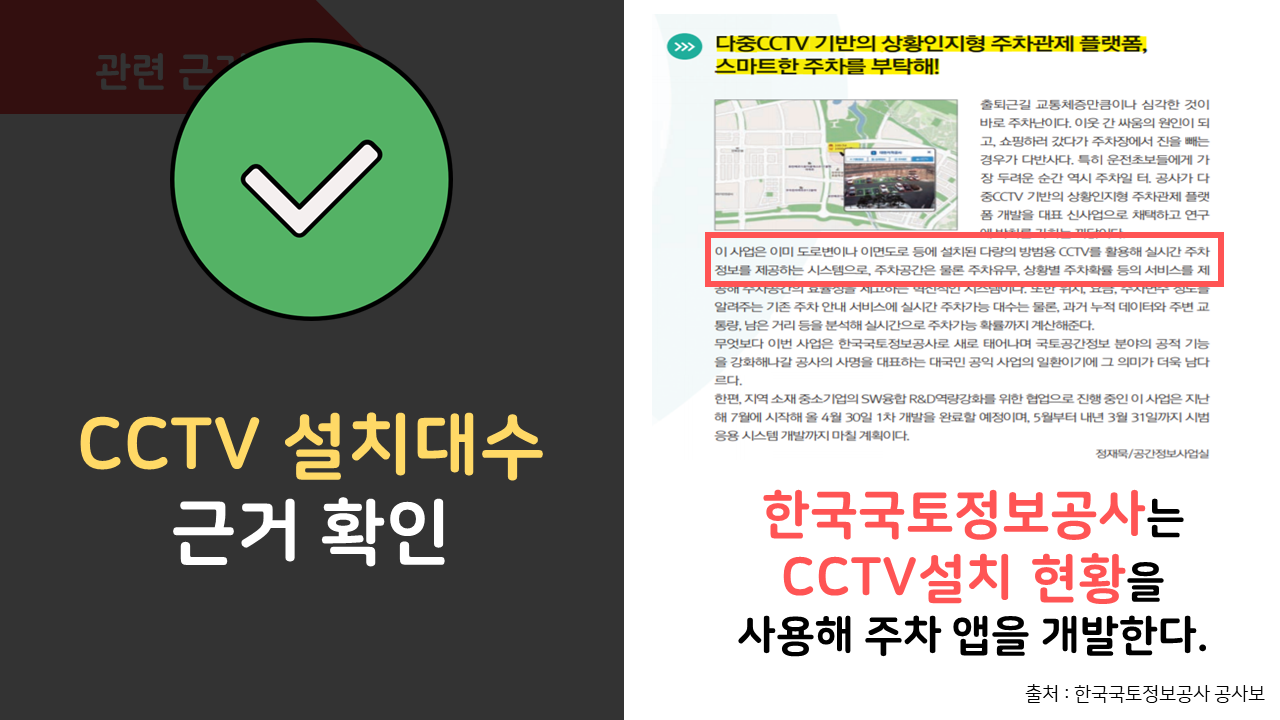 관련 근거
CCTV 설치대수
근거 확인
다중CCTV 기반의 상황인지형 주차관제 플랫폼,
스마트한 주차를 부탁해!
출퇴근길 교통체증만큼이나 심각한 것이
바로 주차난이다. 이웃 간 싸움의 원인이 되
고, 쇼핑하러 갔다가 주차장에서 진을 빼는
경우가 다반사다. 특히 운전초보들에게 가
장 두려운 순간 역시 주차일 터. 공사가 다
중CCTV 기반의 상황인지형 주차관제 플랫
폼 개발을 대표 신사업으로 채택하고 연구
이 사업은 이미 도로변이나 이면도로 등에 설치된 다량의 방범용 CCTV를 활용해 실시간 주차
정보를 제공하는 시스템으로, 주차공간은 물론 주차유무, 상황별 주차확률 등의 서비스를 제
공해 주차공간의 효율성을 제고하는 혁신적인 시스템이다. 또한 위치, 요금, 주차면수 정도를
알려주는 기존 주차 안내 서비스에 실시간 주차가능 대수는 물론, 과거 누적 데이터와 주변 교
통량, 남은 거리 등을 분석해 실시간으로 주차가능 확률까지 계산해준다.
무엇보다 이번 사업은 한국국토정보공사로 새로 태어나며 국토공간정보 분야의 공적 기능
을 강화해나갈 공사의 사명을 대표하는 대국민 공익 사업의 일환이기에 그 의미가 더욱 남다
르다.
한편, 지역 소재 중소기업의 SW융합 R&D역량강화를 위한 협업으로 진행 중인 이 사업은 지난
해 7월에 시작해 올 4월 30일 1차 개발을 완료할 예정이며, 5월부터 내년 3월 31일까지 시범
응용 시스템 개발까지 마칠 계획이다.
정재욱/공간정보사업실
한국국토정보공사는
CCTV설치 현황을
사용해 주차 앱을 개발한다.
출처 : 한국국토정보공사 공사보